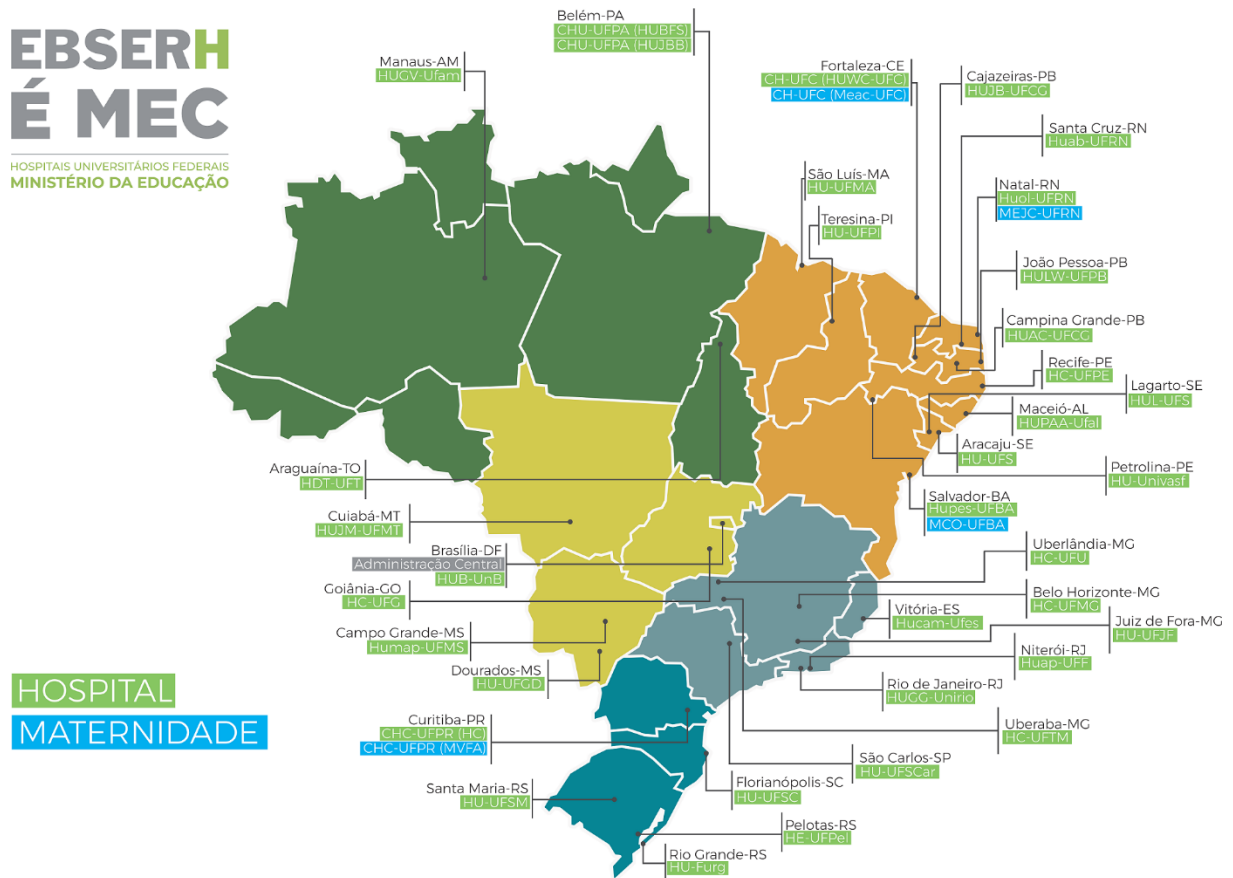 EBSERH
É MEC
HOSPITAIS UNIVERSITÁRIOS FEDERAIS
MINISTÉRIO DA EDUCAÇÃO
Belém-PA
CHU-UFPA (HUBFS)
CHU-UFPA (HUJBB)
Manaus-AM
HUGV-Ufam
Fortaleza-CE
CH-UFC (HUWC-UFC)
CH-UFC (Meac-UFC)
Cajazeiras-PB
HUJB-UFCG
Santa Cruz-RN
Huab-UFRN
São Luís-MA
HU-UFMA
Natal-RN
Huol-UFRN
MEJC-UFRN
Teresina-PI
HU-UFPI
João Pessoa-PB
HULW-UFPB
Campina Grande-PB
HUAC-UFCG
Recife-PE
HC-UFPE
Lagarto-SE
HUL-UFS
Maceió-AL
HUPAA-Ufal
Aracaju-SE
HU-UFS
Petrolina-PE
HU-Univasf
Araguaína-TO
HDT-UFT
Salvador-BA
Hupes-UFBA
MCO-UFBA
Cuiabá-MT
HUJM-UFMT
Brasília-DF
Administração Central
HUB-UnB
Uberlândia-MG
HC-UFU
Goiânia-GO
HC-UFG
Belo Horizonte-MG
HC-UFMG
Vitória-ES
Hucam-Ufes
Juiz de Fora-MG
HU-UFJF
Campo Grande-MS
Humap-UFMS
Niterói-RJ
Huap-UFF
Dourados-MS
HU-UFGD
Rio de Janeiro-RJ
HUGG-Unirio
HOSPITAL
MATERNIDADE
Curitiba-PR
CHC-UFPR (HC)
CHC-UFPR (MVFA)
Uberaba-MG
HC-UFTM
São Carlos-SP
HU-UFSCar
Florianópolis-SC
HU-UFSC
Santa Maria-RS
HU-UFSM
Pelotas-RS
HE-UFPel
Rio Grande-RS
HU-Furg